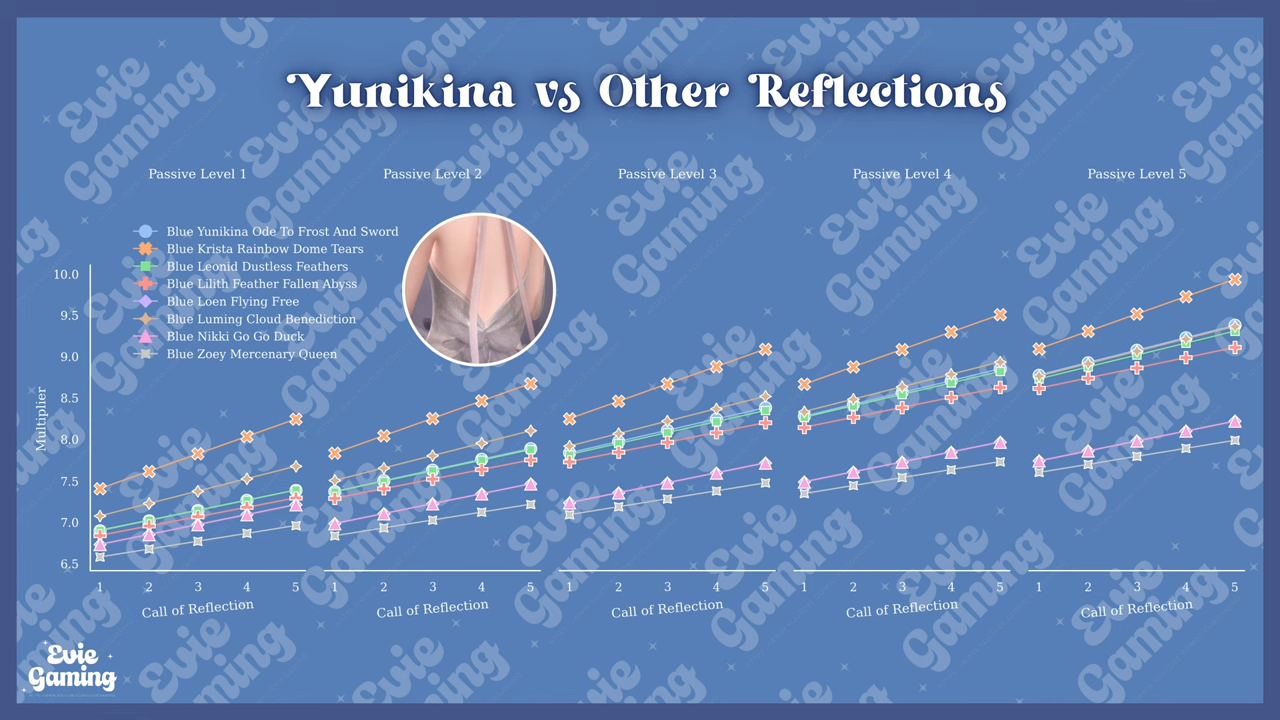 Yunikina vs Other Reflections
Passive Level 1
Passive Level 2
Passive Level 3
Passive Level 4
Passive Level 5
Blue Yunikina Ode To Frost And Sword
Blue Krista Rainbow Dome Tears
Blue Leonid Dustless Feathers
Blue Lilith Feather Fallen Abyss
Blue Loen Flying Free
Blue Luming Cloud Benediction
Blue Nikki Go Go Duck
Blue Zoey Mercenary Queen
Multiplier
10.0
9.5
9.0
8.5
8.0
7.5
7.0
6.5
1 2 3 4 5
1 2 3 4 5
1 2 3 4 5
1 2 3 4 5
1 2 3 4 5
Call of Reflection
Call of Reflection
Call of Reflection
Call of Reflection
Call of Reflection
Evie
Gaming